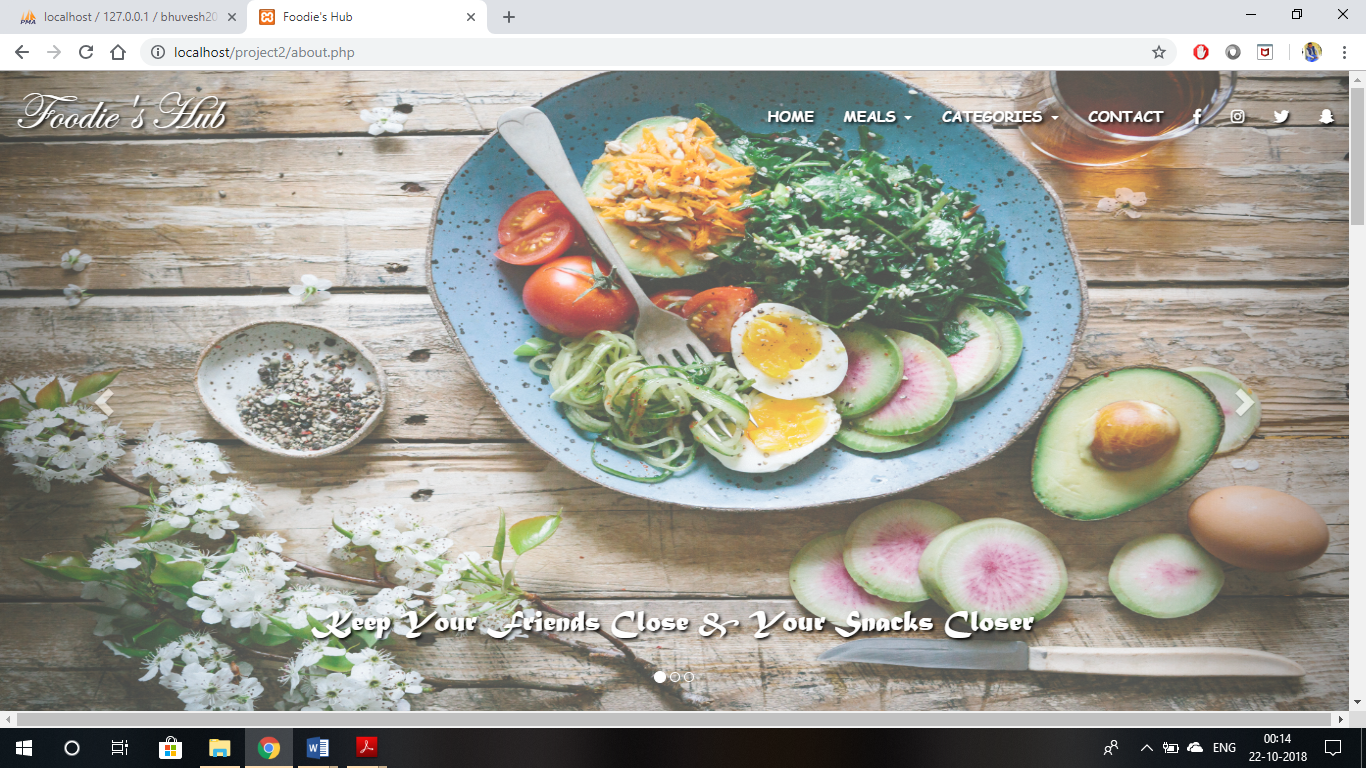 localhost / 127.0.0.1 / bhuvesh20
Foodie's Hub
localhost/project2/about.php
Foodie's Hub
HOME MEALS CATEGORIES CONTACT
Keep Your Friends Close & Your Snacks Closer
ENG
00:14
22-10-2018